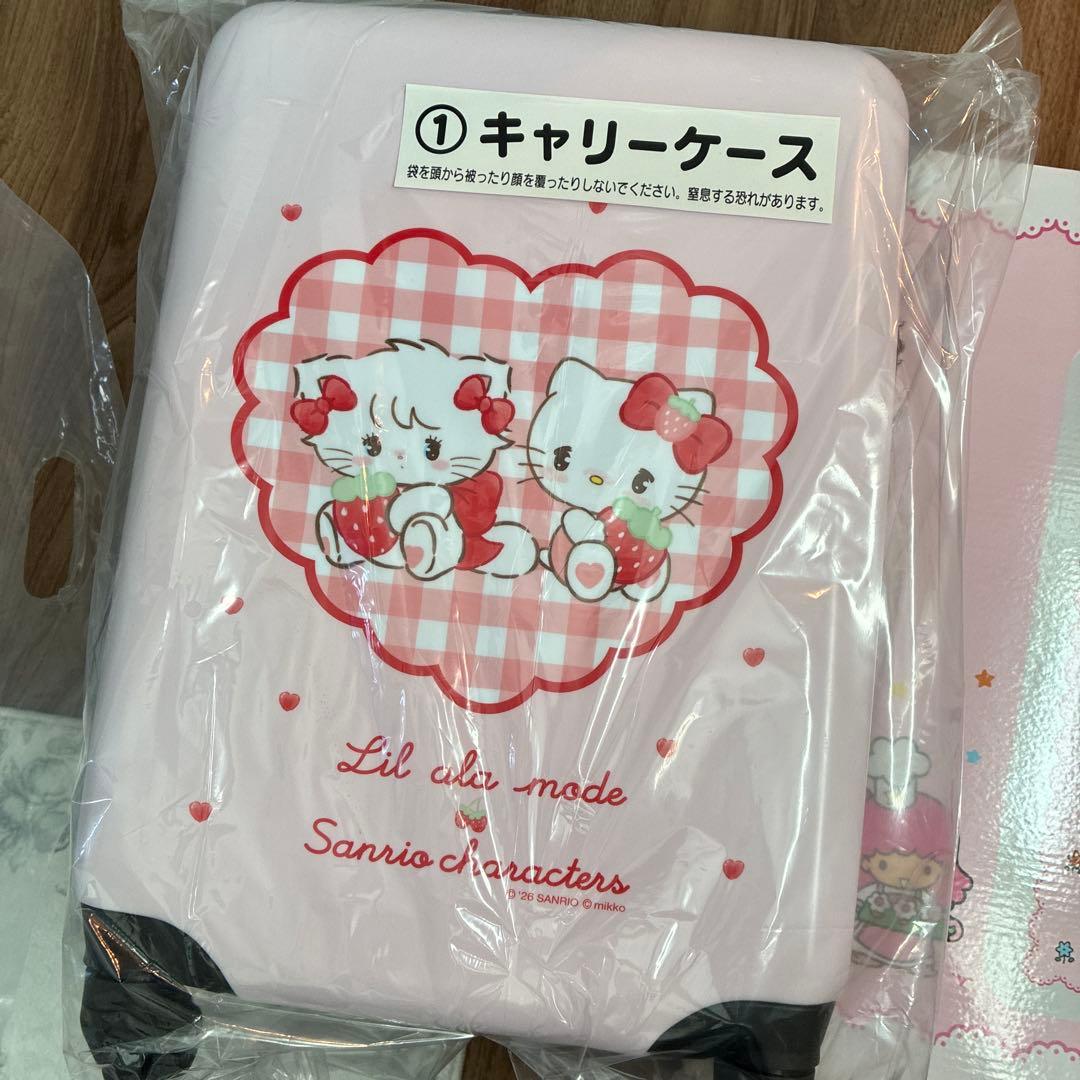 ①キャリーケース
袋を頭から被ったり顔を覆ったりしないでください。窒息する恐れがあります。
Lil ala mode
Sanrio characters
© '26 SANRIO © mikko